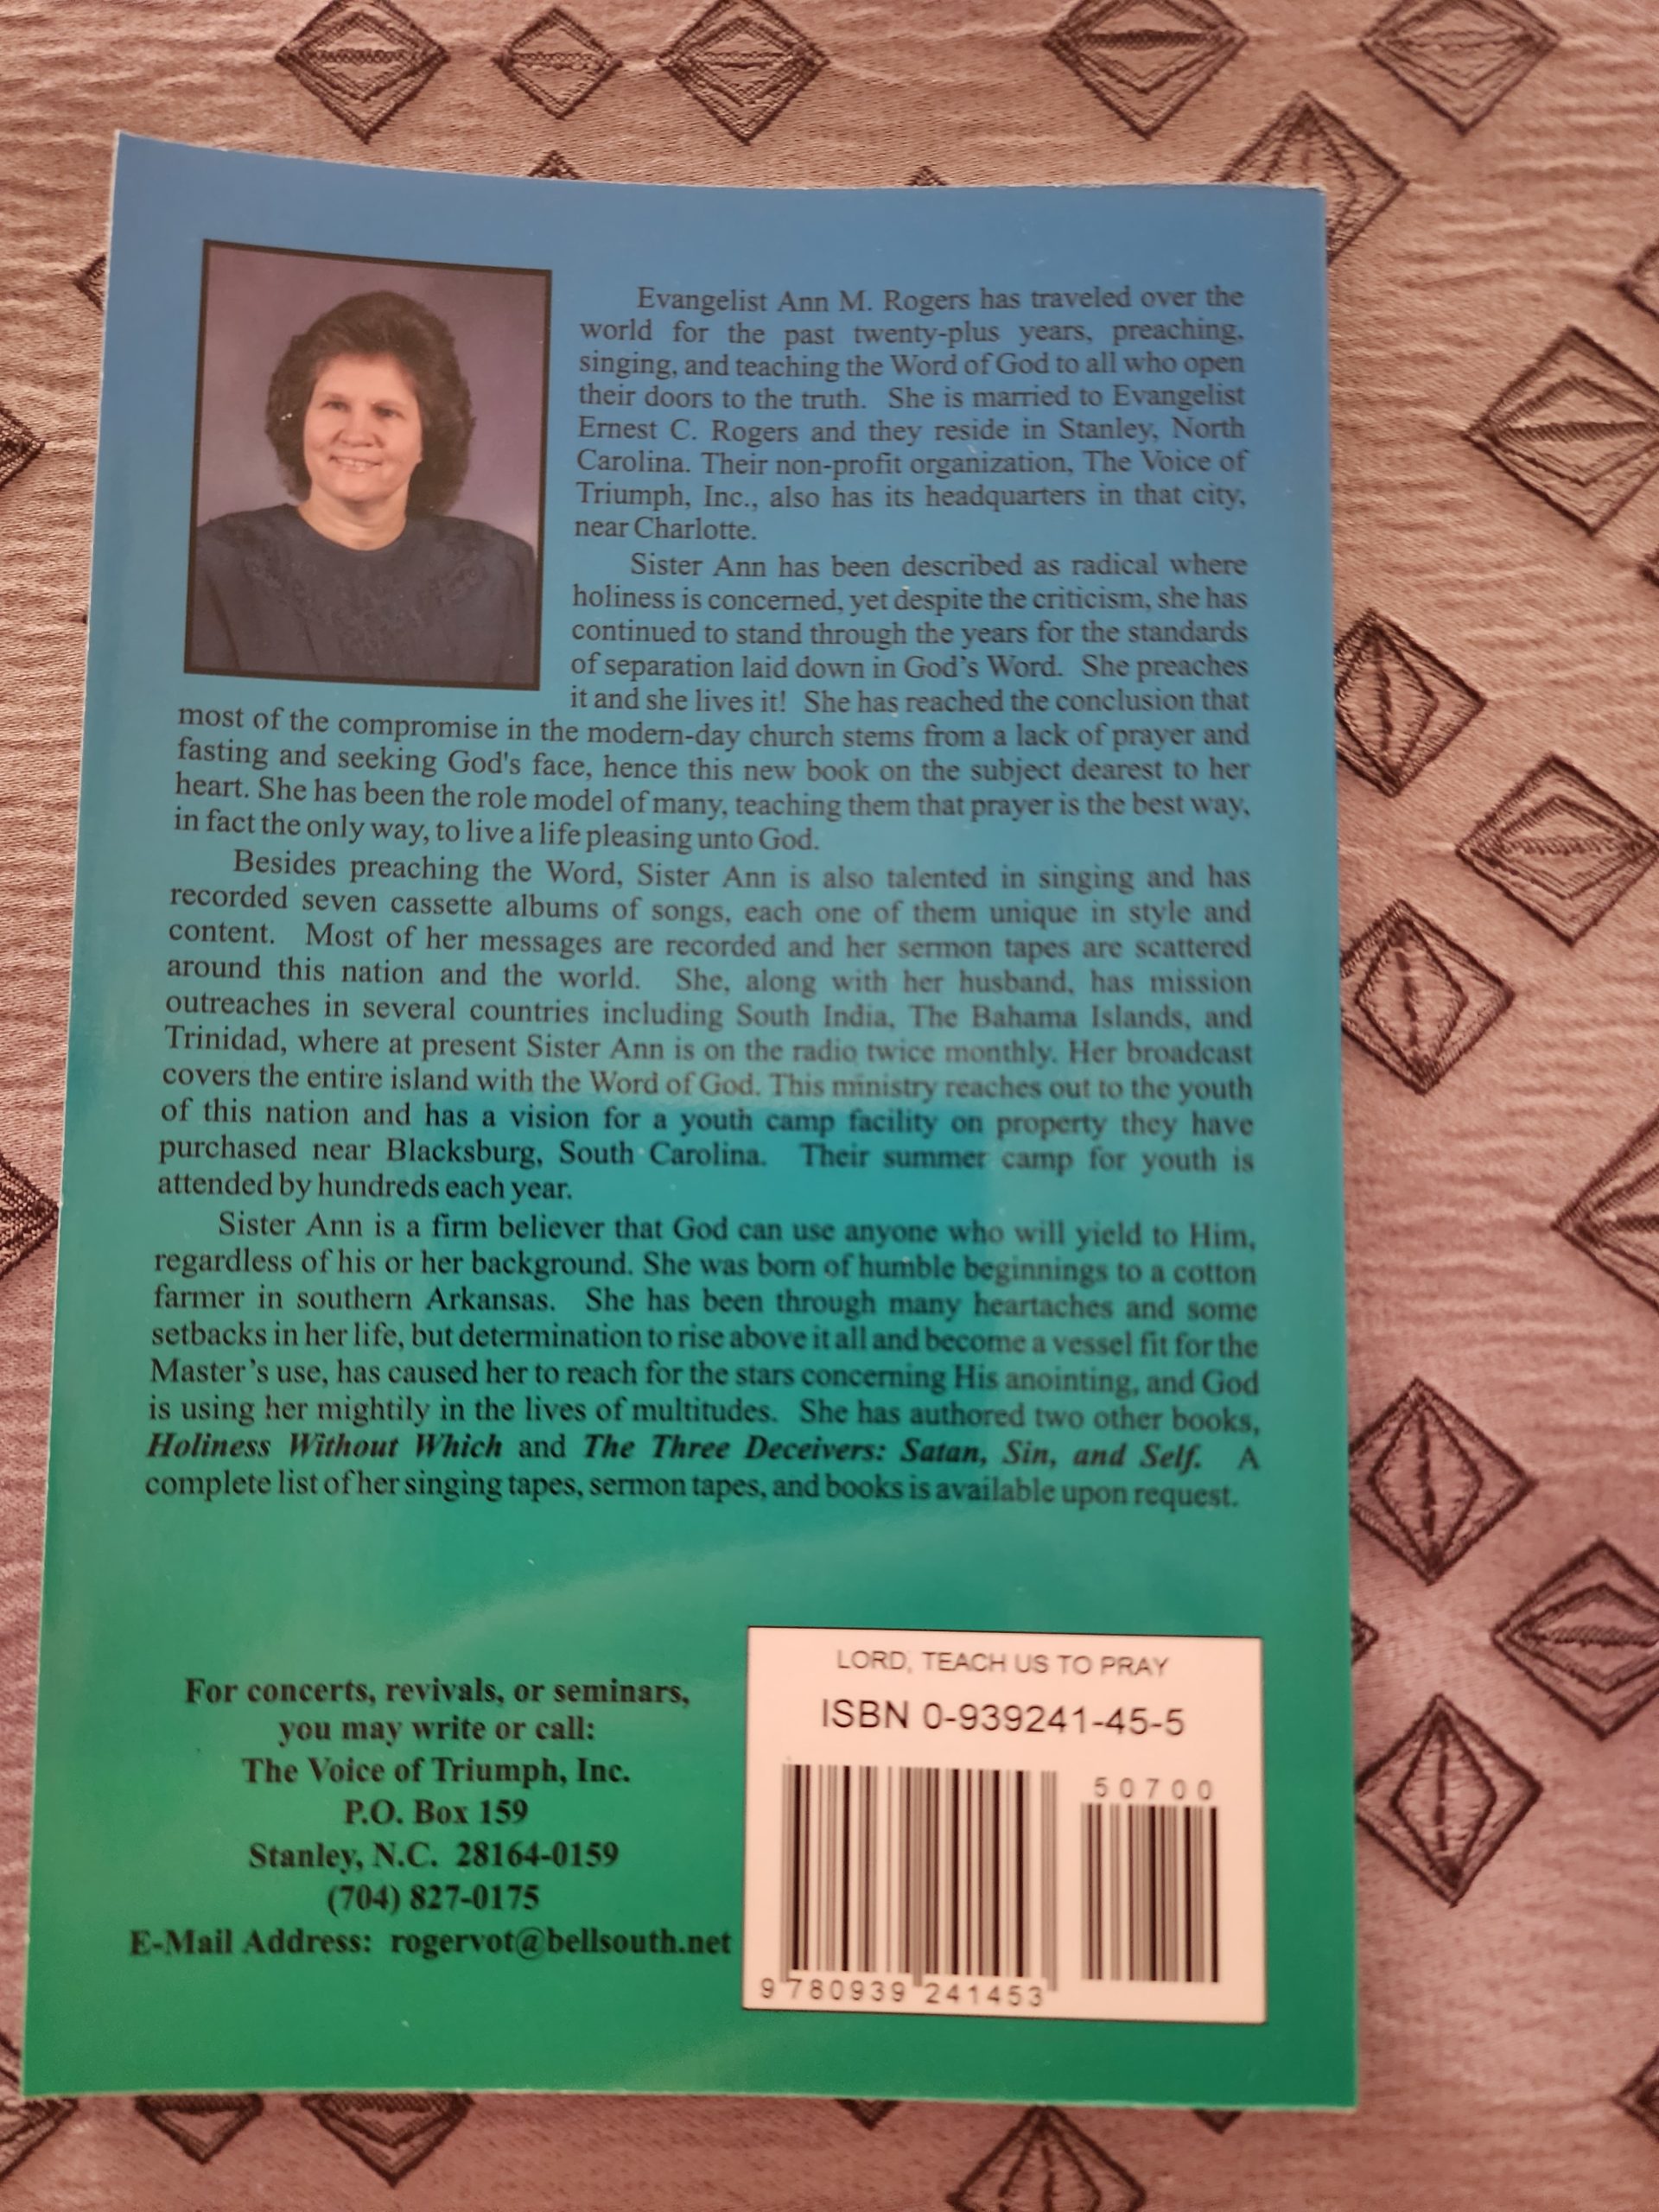 Evangelist Ann M. Rogers has traveled over the
world for the past twenty-plus years, preaching,
singing, and teaching the Word of God to all who open
their doors to the truth. She is married to Evangelist
Ernest C. Rogers and they reside in Stanley, North
Carolina. Their non-profit organization, The Voice of
Triumph, Inc., also has its headquarters in that city,
near Charlotte.
Sister Ann has been described as radical where
holiness is concerned, yet despite the criticism, she has
continued to stand through the years for the standards
of separation laid down in God's Word. She preaches
it and she lives it! She has reached the conclusion that
most of the compromise in the modern-day church stems from a lack of prayer and
fasting and seeking God's face, hence this new book on the subject dearest to her
heart. She has been the role model of many, teaching them that prayer is the best way,
in fact the only way, to live a life pleasing unto God.
Besides preaching the Word, Sister Ann is also talented in singing and has
recorded seven cassette albums of songs, each one of them unique in style and
content. Most of her messages are recorded and her sermon tapes are scattered
around this nation and the world. She, along with her husband, has mission
outreaches in several countries including South India, The Bahama Islands, and
Trinidad, where at present Sister Ann is on the radio twice monthly. Her broadcast
covers the entire island with the Word of God. This ministry reaches out to the youth
of this nation and has a vision for a youth camp facility on property they have
purchased near Blacksburg, South Carolina. Their summer camp for youth is
attended by hundreds each year.
Sister Ann is a firm believer that God can use anyone who will yield to Him,
regardless of his or her background. She was born of humble beginnings to a cotton
farmer in southern Arkansas. She has been through many heartaches and some
setbacks in her life, but determination to rise above it all and become a vessel fit for the
Master's use, has caused her to reach for the stars concerning His anointing, and God
is using her mightily in the lives of multitudes. She has authored two other books,
Holiness Without Which and The Three Deceivers: Satan, Sin, and Self. A
complete list of her singing tapes, sermon tapes, and books is available upon request.
For concerts, revivals, or seminars,
you may write or call:
The Voice of Triumph, Inc.
P.O. Box 159
Stanley, N.C. 28164-0159
(704) 827-0175
E-Mail Address: rogervot@bellsouth.net
LORD, TEACH US TO PRAY
ISBN 0-939241-45-5
50700
9 780939 241453